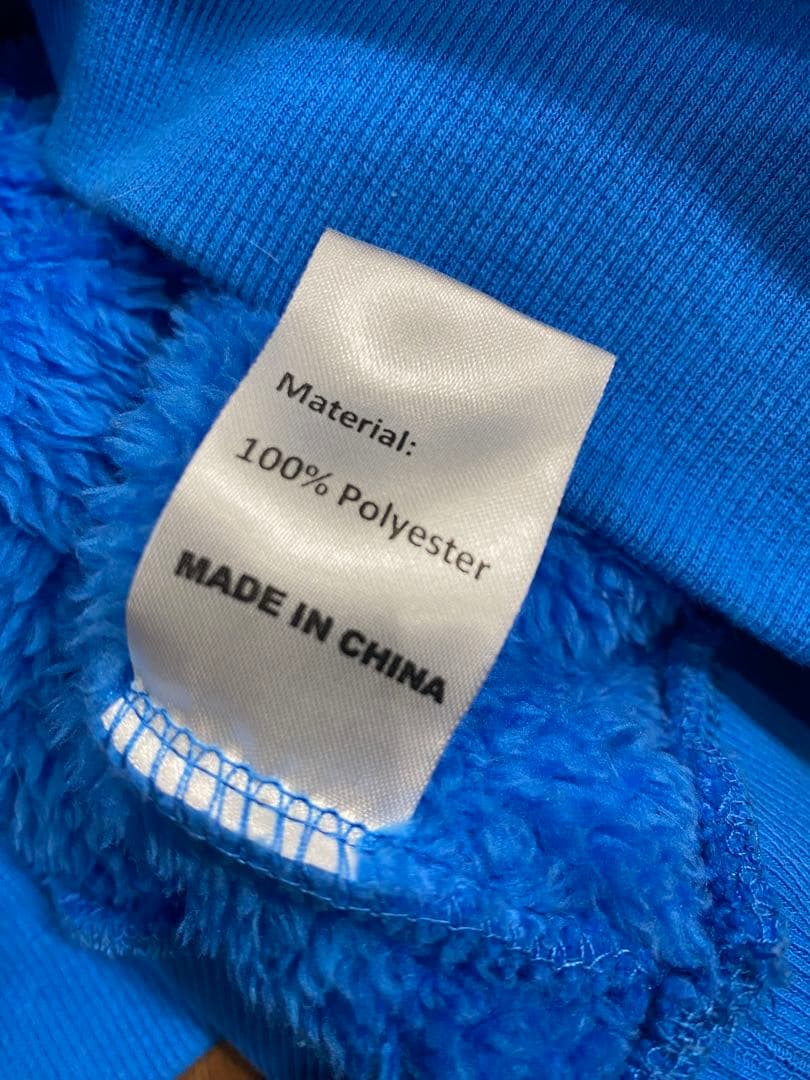 Material:
100% Polyester
MADE IN CHINA